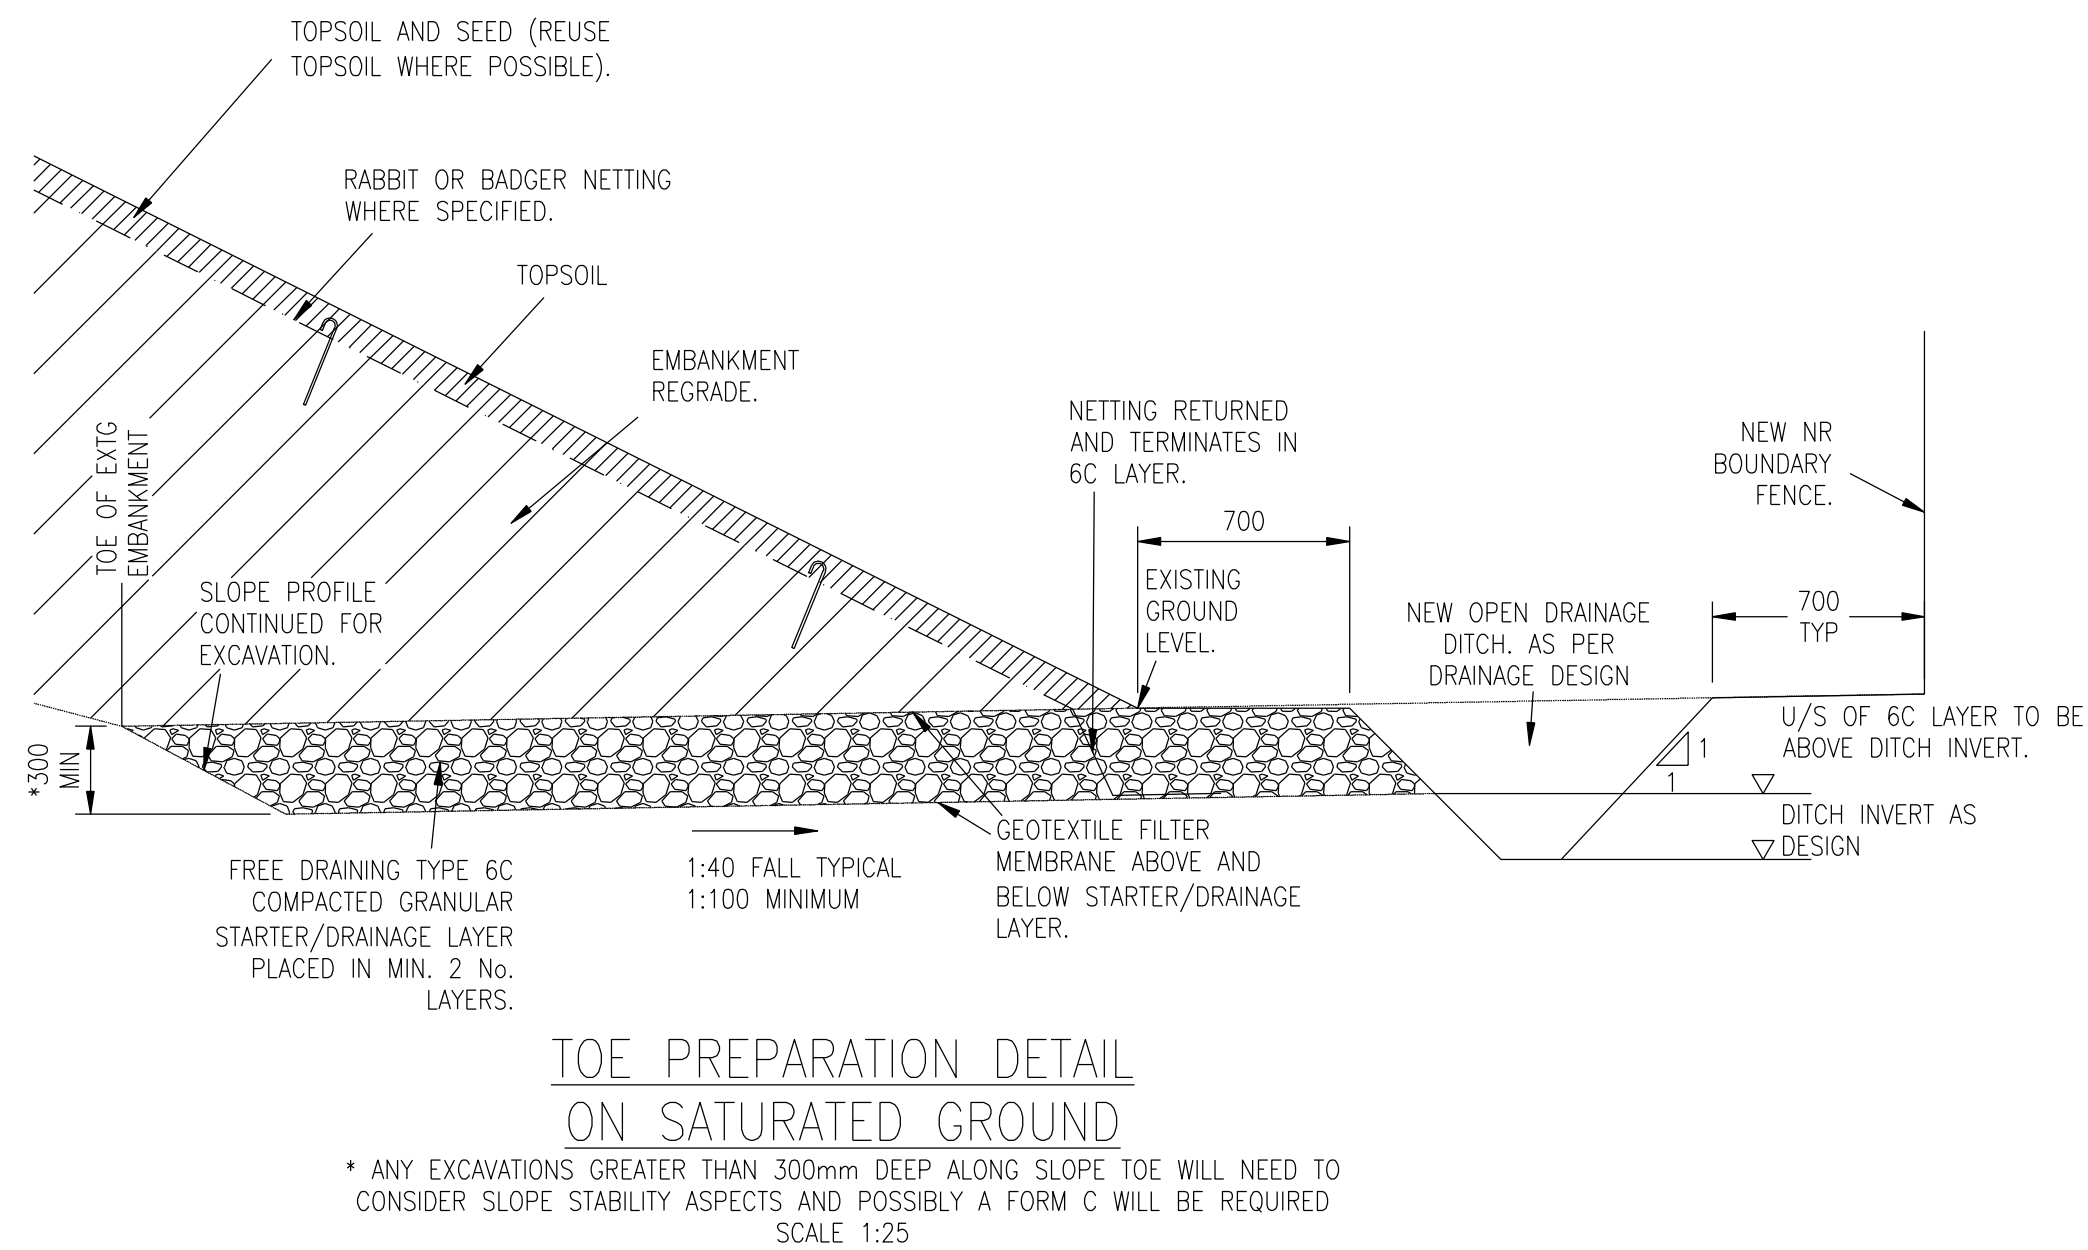 TOPSOIL AND SEED (REUSE
TOPSOIL WHERE POSSIBLE).
RABBIT OR BADGER NETTING
WHERE SPECIFIED.
TOPSOIL
EMBANKMENT
REGRADE.
TOE OF EXTG
EMBANKMENT
SLOPE PROFILE
CONTINUED FOR
EXCAVATION.
NETTING RETURNED
AND TERMINATES IN
6C LAYER.
700
EXISTING
GROUND
LEVEL.
NEW OPEN DRAINAGE
DITCH. AS PER
DRAINAGE DESIGN
NEW NR
BOUNDARY
FENCE.
700
TYP
U/S OF 6C LAYER TO BE
ABOVE DITCH INVERT.
1
1
DITCH INVERT AS
DESIGN
*300
MIN
FREE DRAINING TYPE 6C
COMPACTED GRANULAR
STARTER/DRAINAGE LAYER
PLACED IN MIN. 2 No.
LAYERS.
1:40 FALL TYPICAL
1:100 MINIMUM
GEOTEXTILE FILTER
MEMBRANE ABOVE AND
BELOW STARTER/DRAINAGE
LAYER.
TOE PREPARATION DETAIL
ON SATURATED GROUND
* ANY EXCAVATIONS GREATER THAN 300mm DEEP ALONG SLOPE TOE WILL NEED TO
CONSIDER SLOPE STABILITY ASPECTS AND POSSIBLY A FORM C WILL BE REQUIRED
SCALE 1:25